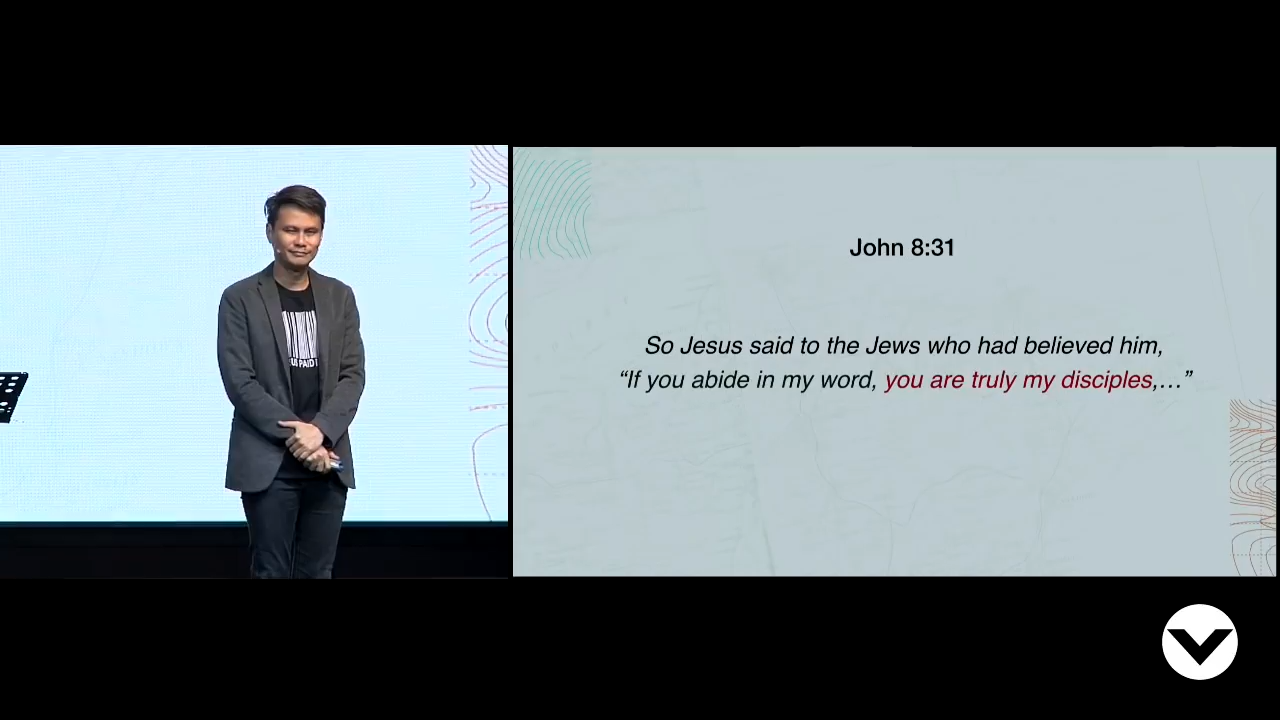 PAID
John 8:31
So Jesus said to the Jews who had believed him,
“If you abide in my word, you are truly my disciples,…”